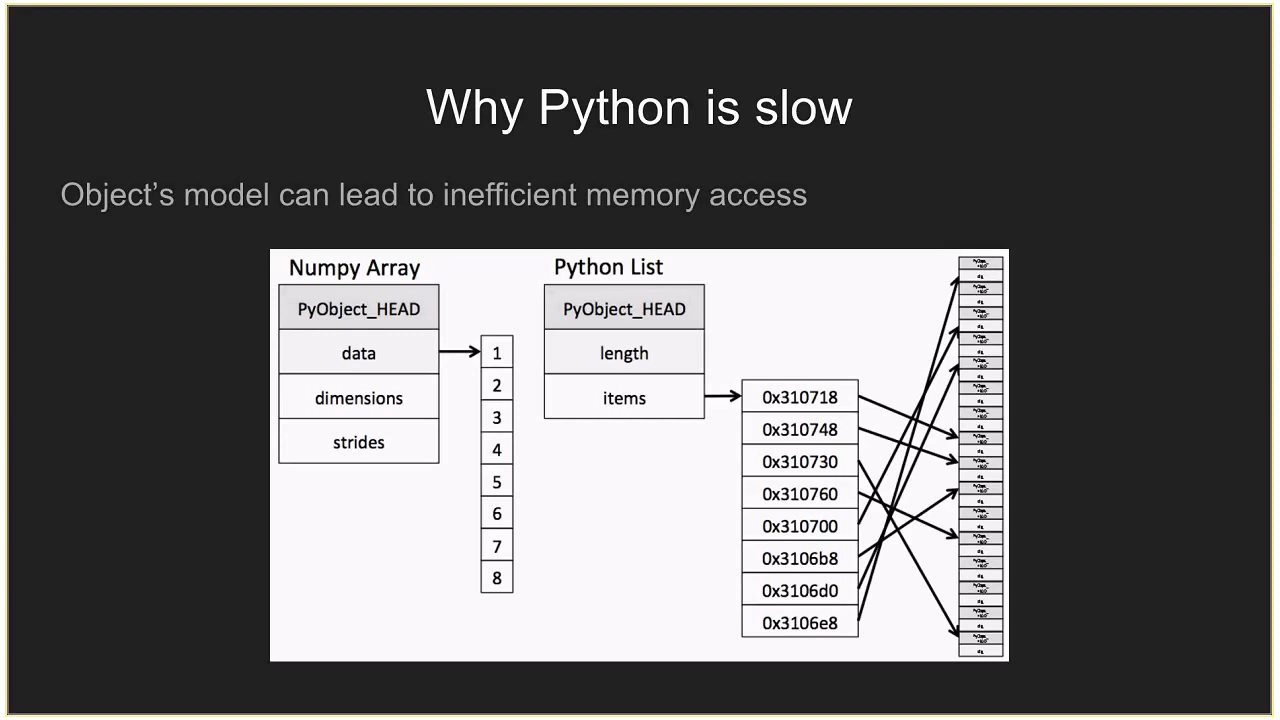 Why Python is slow
Object's model can lead to inefficient memory access
Numpy Array
PyObject_HEAD
data
dimensions
strides
1
2
3
4
5
6
7
8
Python List
PyObject_HEAD
length
items
0x310718
0x310748
0x310730
0x310760
0x310700
0x3106b8
0x3106d0
0x3106e8